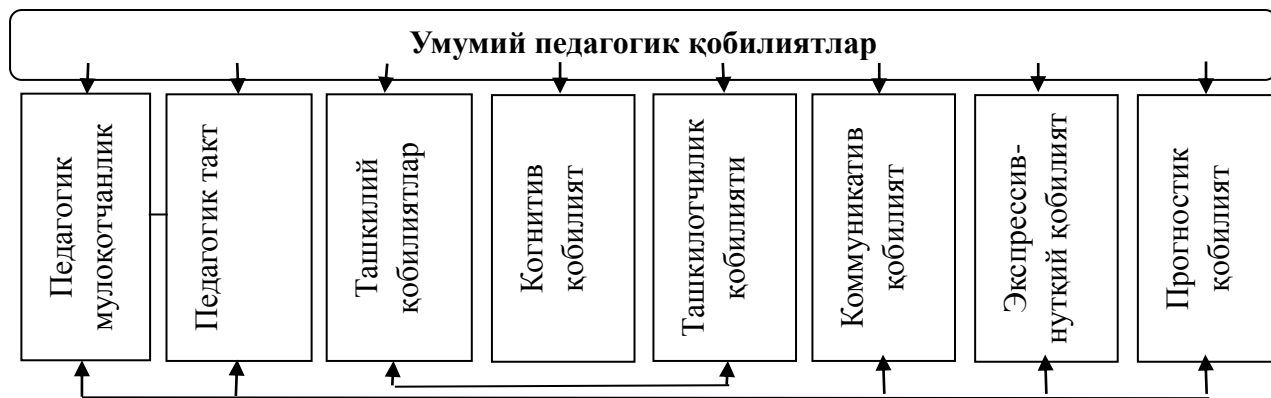 Умумий педагогик қобилиятлар
Педагогик
мулоқотчанлик
Педагогик такт
Ташкилий
қобилиятлар
Когнитив
қобилият
Ташкилотчилик
қобилияти
Коммуникатив
қобилият
Экспрессив-
нутқий қобилият
Прогностик
қобилият